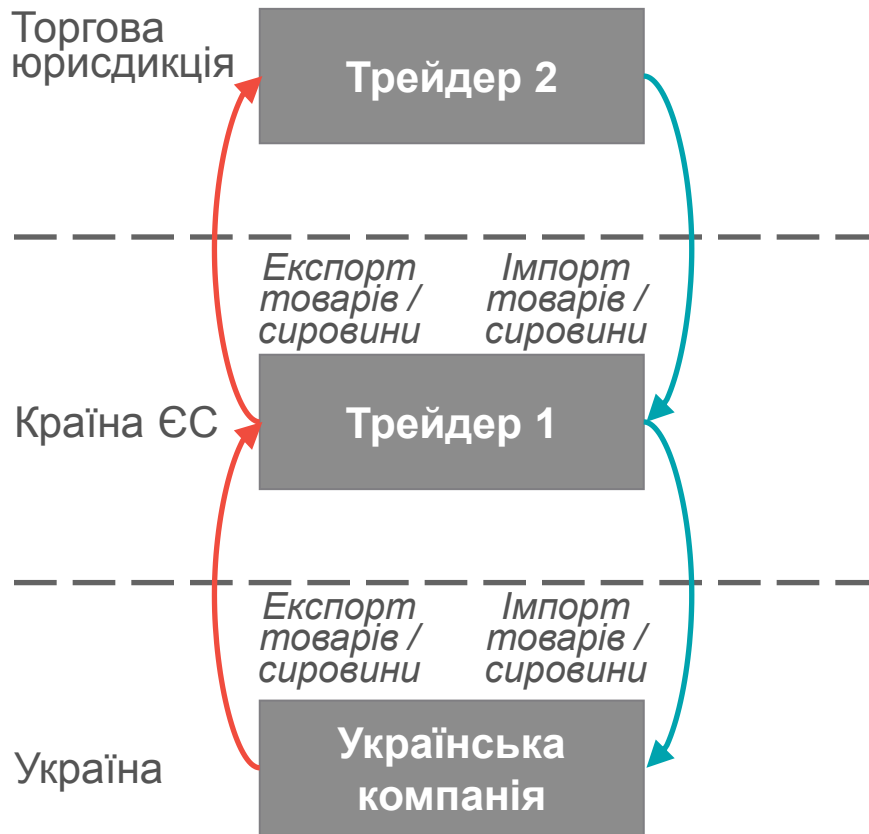 Торгова
юрисдикція
Трейдер 2
Експорт
товарів /
сировини
Імпорт
товарів /
сировини
Країна ЄС
Трейдер 1
Експорт
товарів /
сировини
Імпорт
товарів /
сировини
Україна
Українська
компанія